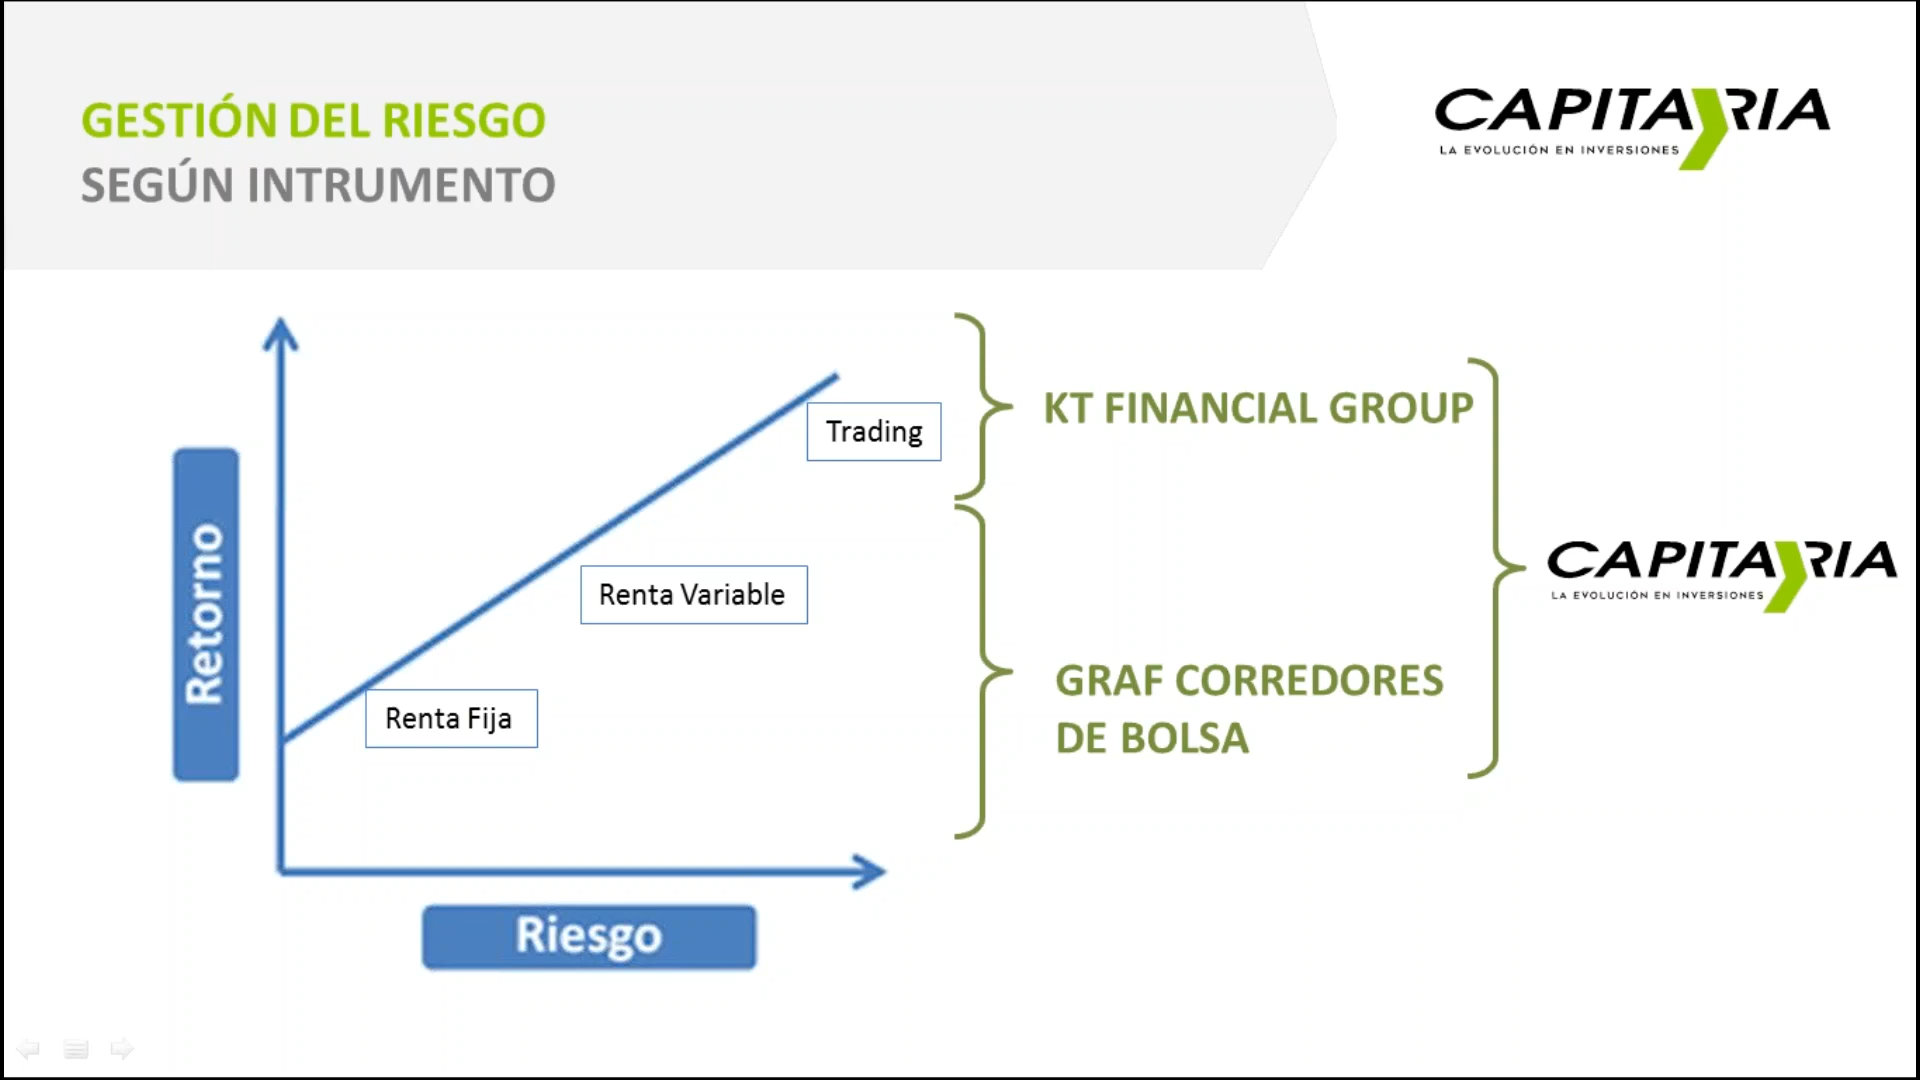 GESTIÓN DEL RIESGO
SEGÚN INTRUMENTO
CAPITARIA
LA EVOLUCIÓN EN INVERSIONES
Retorno
Trading
Renta Variable
Renta Fija
Riesgo
KT FINANCIAL GROUP
GRAF CORREDORES
DE BOLSA
CAPITARIA
LA EVOLUCIÓN EN INVERSIONES